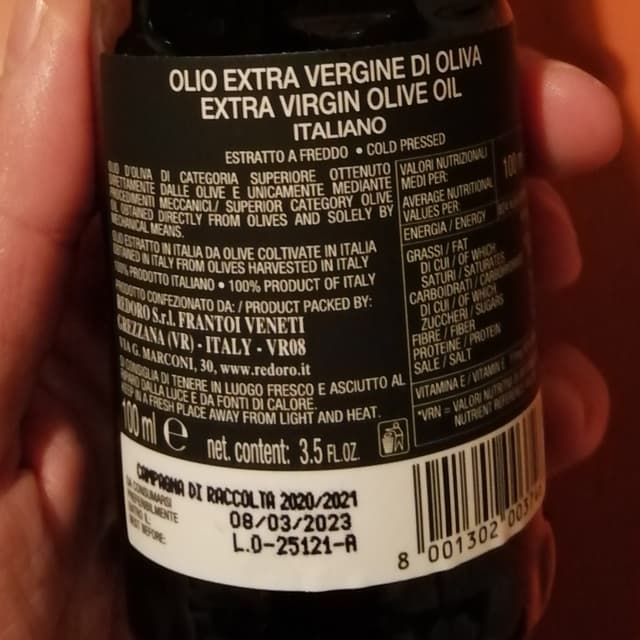 OLIO EXTRA VERGINE DI OLIVA
EXTRA VIRGIN OLIVE OIL
ITALIANO
ESTRATTO A FREDDO • COLD PRESSED
OLIO D'OLIVA DI CATEGORIA SUPERIORE OTTENUTO
DIRETTAMENTE DALLE OLIVE E UNICAMENTE MEDIANTE
PROCEDIMENTI MECCANICI / SUPERIOR CATEGORY OLIVE
OIL OBTAINED DIRECTLY FROM OLIVES AND SOLELY BY
MECHANICAL MEANS.
OLIO ESTRATTO IN ITALIA DA OLIVE COLTIVATE IN ITALIA
OBTAINED IN ITALY FROM OLIVES HARVESTED IN ITALY
100% PRODOTTO ITALIANO • 100% PRODUCT OF ITALY
PRODOTTO CONFEZIONATO DA: / PRODUCT PACKED BY:
REDORO S.r.l. FRANTOI VENETI
GREZZANA (VR) - ITALY - VR08
VIA G. MARCONI, 30, www.redoro.it
SI CONSIGLIA DI TENERE IN LUOGO FRESCO E ASCIUTTO AL
RIPARO DALLA LUCE E DA FONTI DI CALORE.
KEEP IN A FRESH PLACE AWAY FROM LIGHT AND HEAT.
100 ml e net. content: 3.5 FL.OZ.
VALORI NUTRIZIONALI
MEDI PER:
AVERAGE NUTRITIONAL
VALUES PER
100
ENERGIA / ENERGY
GRASSI / FAT
DI CUI / OF WHICH
SATURI / SATURATES
CARBOIDRATI /
DI CUI / OF WHICH
ZUCCHERI / SUGARS
FIBRE / FIBER
PROTEINE / PROTEIN
SALE / SALT
VITAMINA E / VITAMIN E
*VRN = VALORI NUTRITIVI
NUTRIENT
CAMPAGNA DI RACCOLTA 2020/2021
DA CONSUMARSI
PREFERIBILMENTE
ENTRO IL
BEST BEFORE:
08/03/2023
L.O-25121-A
8 001302 003